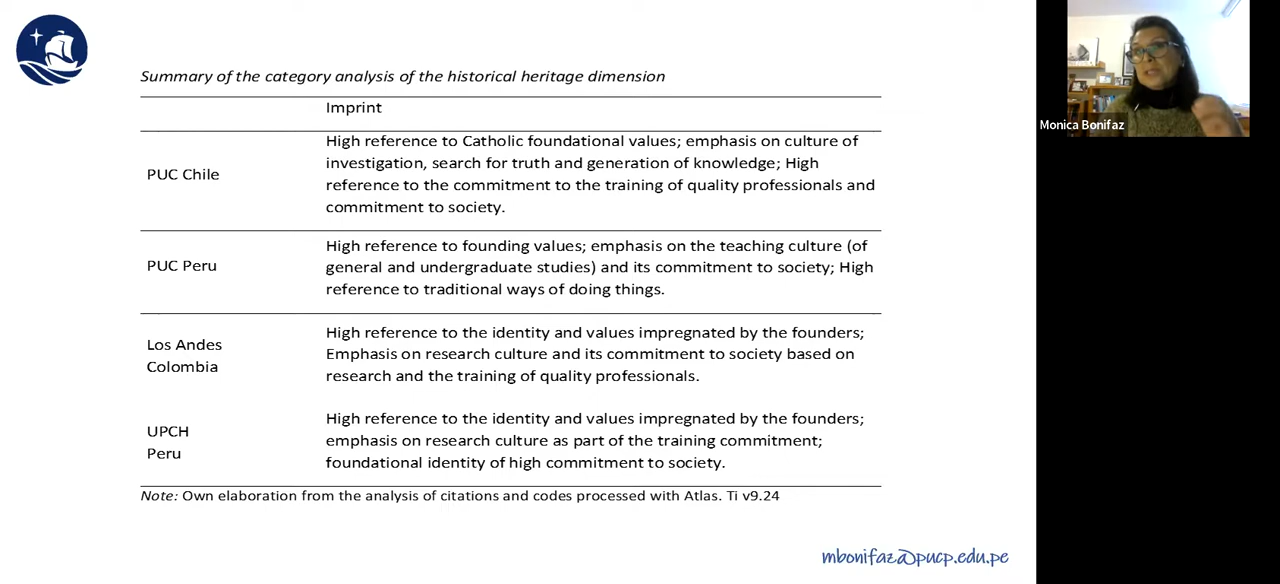 Summary of the category analysis of the historical heritage dimension
Imprint
PUC Chile
High reference to Catholic foundational values; emphasis on culture of
investigation, search for truth and generation of knowledge; High
reference to the commitment to the training of quality professionals and
commitment to society.
PUC Peru
High reference to founding values; emphasis on the teaching culture (of
general and undergraduate studies) and its commitment to society; High
reference to traditional ways of doing things.
Los Andes
Colombia
High reference to the identity and values impregnated by the founders;
Emphasis on research culture and its commitment to society based on
research and the training of quality professionals.
UPCH
Peru
High reference to the identity and values impregnated by the founders;
emphasis on research culture as part of the training commitment;
foundational identity of high commitment to society.
Note: Own elaboration from the analysis of citations and codes processed with Atlas. Ti v9.24
mbonifaz@pucp.edu.pe
Monica Bonifaz